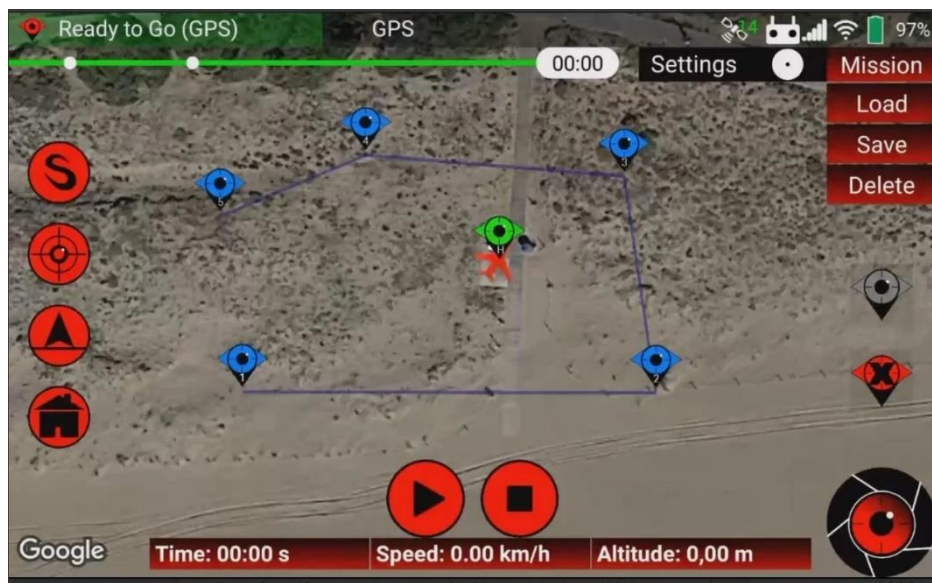 Ready to Go (GPS)
GPS
14
97%
00:00
Settings
Mission
Load
Save
Delete
S
4
3
5
H
1
2
Google
Time: 00:00 s
Speed: 0.00 km/h
Altitude: 0,00 m